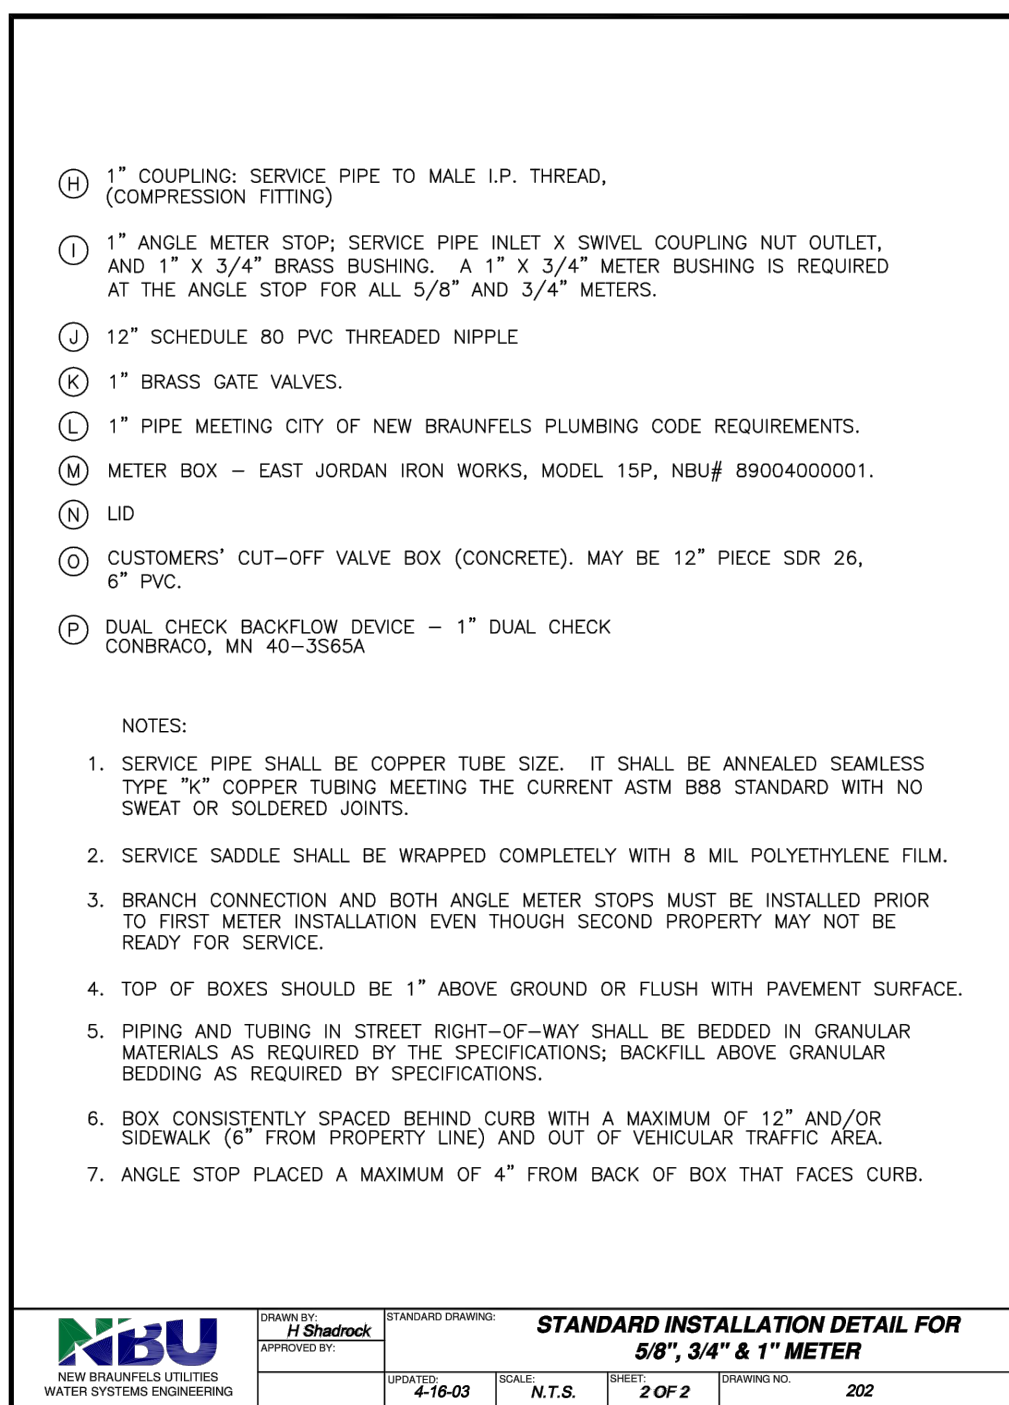 H 1” COUPLING: SERVICE PIPE TO MALE I.P. THREAD,
(COMPRESSION FITTING)
I 1” ANGLE METER STOP; SERVICE PIPE INLET X SWIVEL COUPLING NUT OUTLET,
AND 1” X 3/4” BRASS BUSHING. A 1” X 3/4” METER BUSHING IS REQUIRED
AT THE ANGLE STOP FOR ALL 5/8” AND 3/4” METERS.
J 12” SCHEDULE 80 PVC THREADED NIPPLE
K 1” BRASS GATE VALVES.
L 1” PIPE MEETING CITY OF NEW BRAUNFELS PLUMBING CODE REQUIREMENTS.
M METER BOX – EAST JORDAN IRON WORKS, MODEL 15P, NBU# 89004000001.
N LID
O CUSTOMERS’ CUT–OFF VALVE BOX (CONCRETE). MAY BE 12” PIECE SDR 26,
6” PVC.
P DUAL CHECK BACKFLOW DEVICE – 1” DUAL CHECK
CONBRACO, MN 40–3S65A
NOTES:
1. SERVICE PIPE SHALL BE COPPER TUBE SIZE. IT SHALL BE ANNEALED SEAMLESS
TYPE "K" COPPER TUBING MEETING THE CURRENT ASTM B88 STANDARD WITH NO
SWEAT OR SOLDERED JOINTS.
2. SERVICE SADDLE SHALL BE WRAPPED COMPLETELY WITH 8 MIL POLYETHYLENE FILM.
3. BRANCH CONNECTION AND BOTH ANGLE METER STOPS MUST BE INSTALLED PRIOR
TO FIRST METER INSTALLATION EVEN THOUGH SECOND PROPERTY MAY NOT BE
READY FOR SERVICE.
4. TOP OF BOXES SHOULD BE 1” ABOVE GROUND OR FLUSH WITH PAVEMENT SURFACE.
5. PIPING AND TUBING IN STREET RIGHT–OF–WAY SHALL BE BEDDED IN GRANULAR
MATERIALS AS REQUIRED BY THE SPECIFICATIONS; BACKFILL ABOVE GRANULAR
BEDDING AS REQUIRED BY SPECIFICATIONS.
6. BOX CONSISTENTLY SPACED BEHIND CURB WITH A MAXIMUM OF 12” AND/OR
SIDEWALK (6” FROM PROPERTY LINE) AND OUT OF VEHICULAR TRAFFIC AREA.
7. ANGLE STOP PLACED A MAXIMUM OF 4” FROM BACK OF BOX THAT FACES CURB.
NBU
NEW BRAUNFELS UTILITIES
WATER SYSTEMS ENGINEERING
DRAWN BY:
H Shadrock
APPROVED BY:
STANDARD DRAWING:
STANDARD INSTALLATION DETAIL FOR
5/8", 3/4" & 1" METER
UPDATED:
4-16-03
SCALE:
N.T.S.
SHEET:
2 OF 2
DRAWING NO.
202